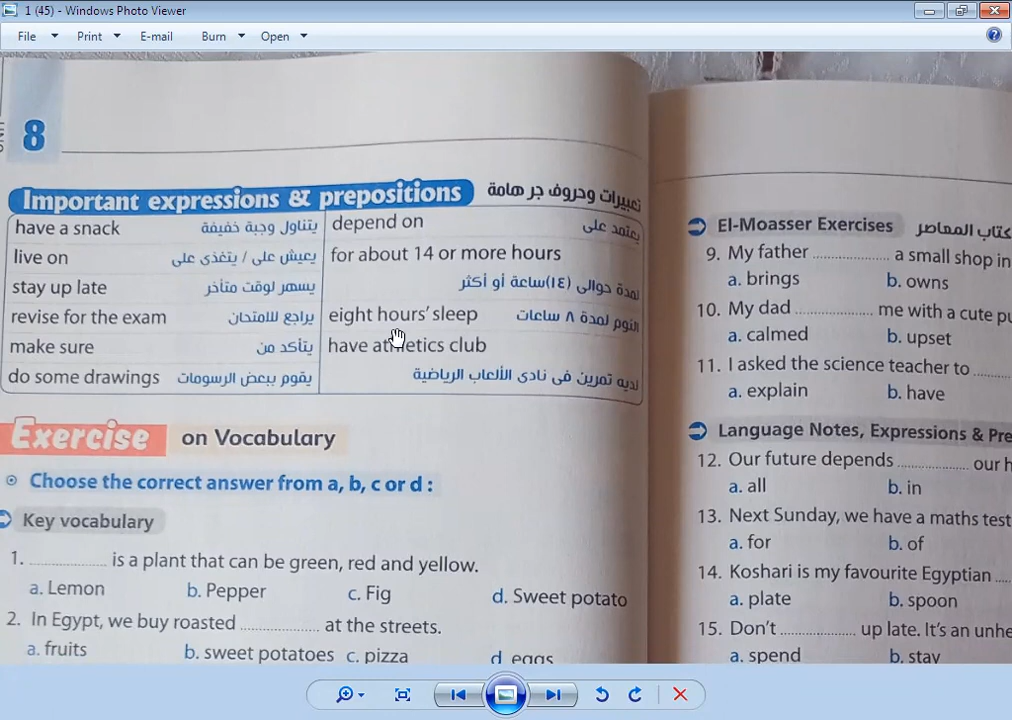 1 (45) - Windows Photo Viewer
File Print E-mail Burn Open
8
Important expressions & prepositions تعبيرات وحروف جر هامة
have a snack يتناول وجبة خفيفة
live on يعيش على / يتغذى على
stay up late يسهر لوقت متأخر
revise for the exam يراجع للامتحان
make sure يتأكد من
do some drawings يقوم ببعض الرسومات
depend on يعتمد على
for about 14 or more hours
لمدة حوالى (١٤) ساعة أو أكثر
eight hours' sleep النوم لمدة ٨ ساعات
have athletics club
لديه تمرين فى نادى الألعاب الرياضية
Exercise on Vocabulary
Choose the correct answer from a, b, c or d :
Key vocabulary
1. .................... is a plant that can be green, red and yellow.
a. Lemon b. Pepper c. Fig d. Sweet potato
2. In Egypt, we buy roasted .................... at the streets.
a. fruits b. sweet potatoes c. pizza d eggs
El-Moasser Exercises كتاب المعاصر
9. My father .................... a small shop in
a. brings b. owns
10. My dad .................... me with a cute
a. calmed b. upset
11. I asked the science teacher to ..........
a. explain b. have
Language Notes, Expressions & Pre
12. Our future depends .................... our h
a. all b. in
13. Next Sunday, we have a maths test
a. for b. of
14. Koshari is my favourite Egyptian ....
a. plate b. spoon
15. Don't .................... up late. It's an unhe
a. spend b. stay